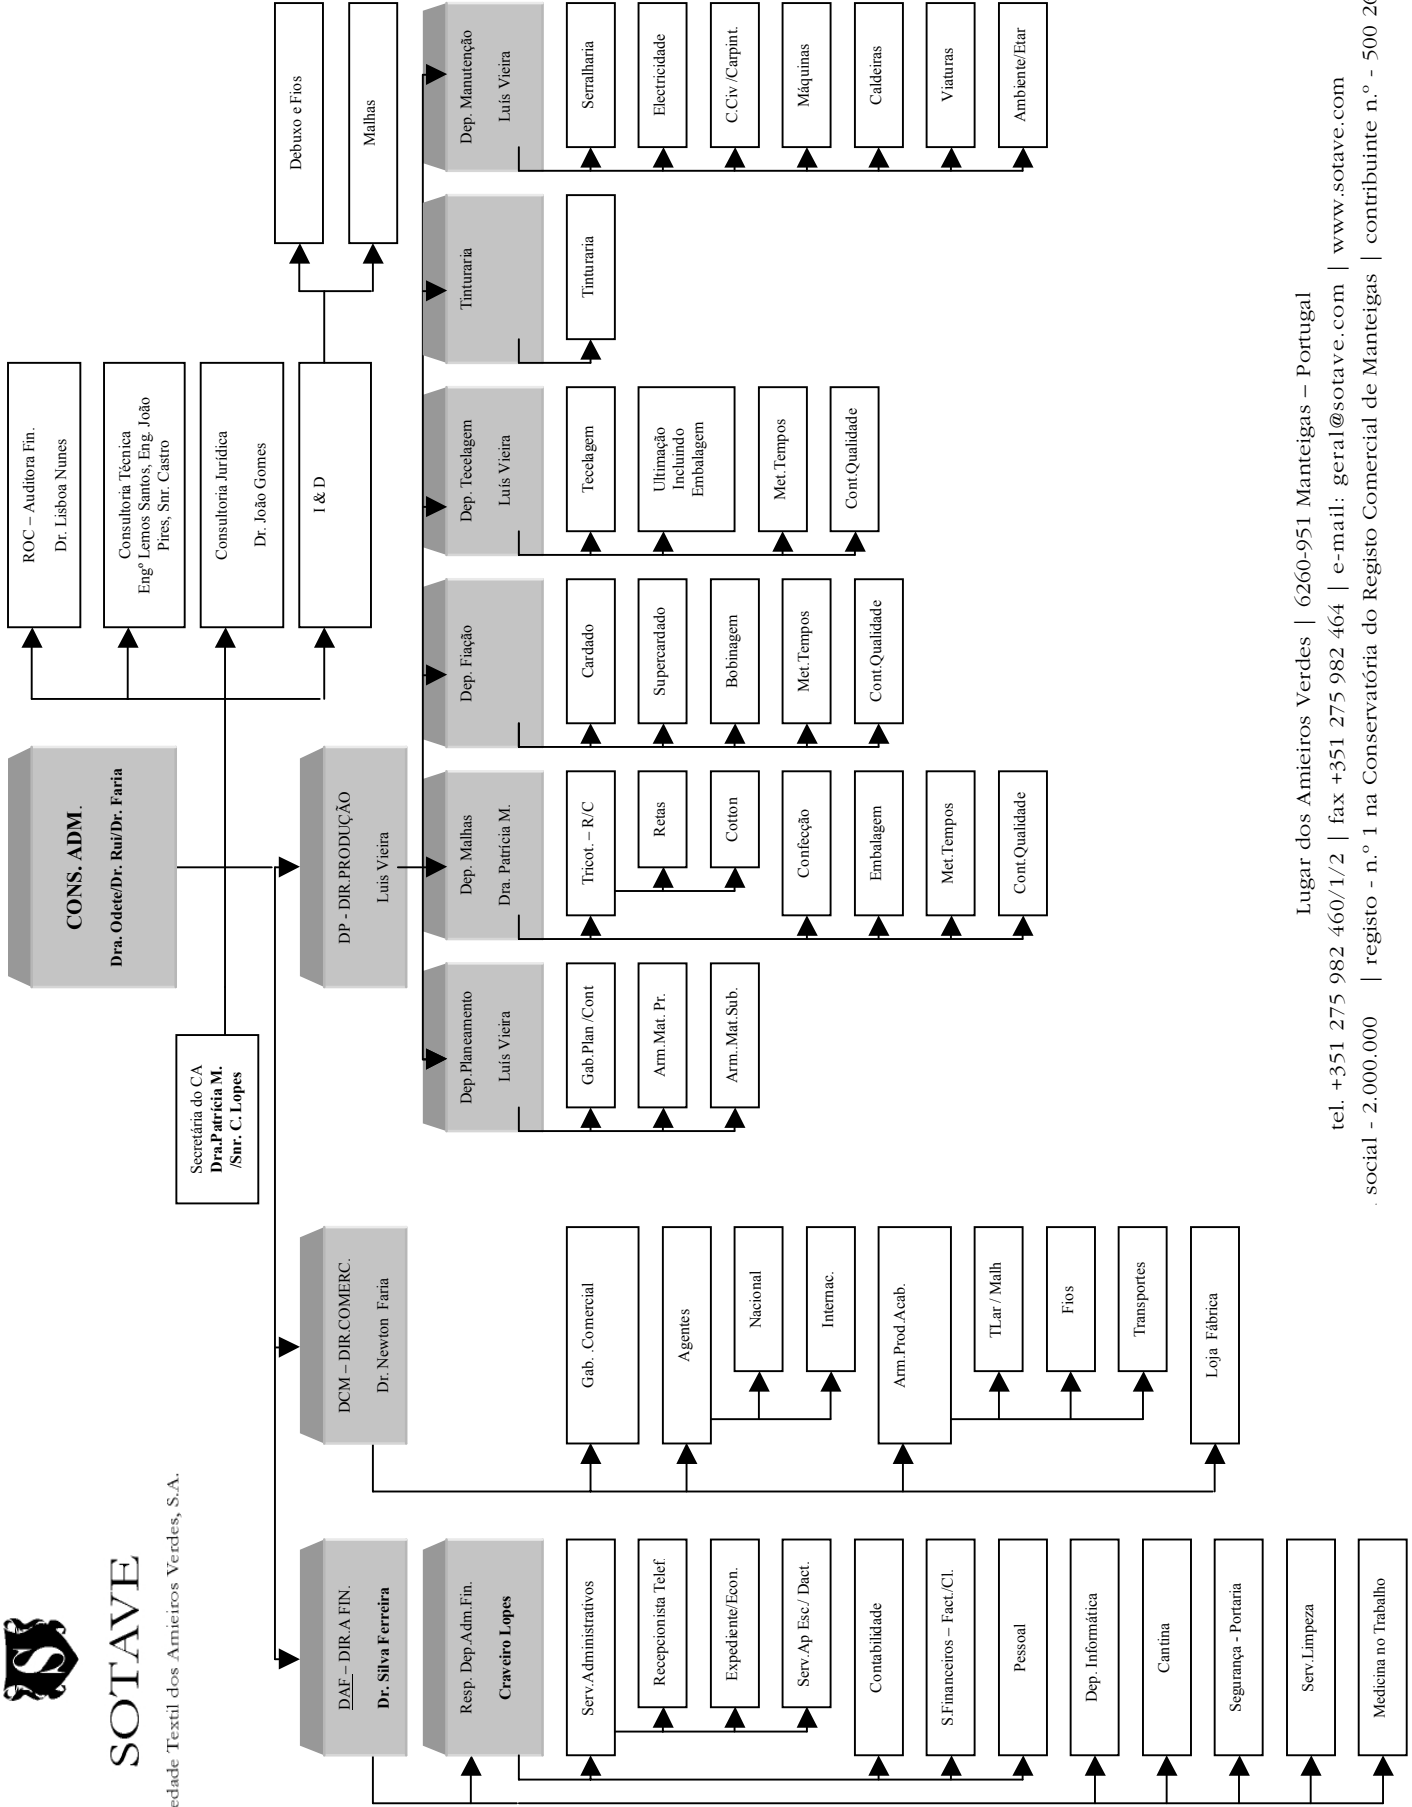 SOTAVE
edade Textil dos Amieiros Verdes, S.A.
CONS. ADM.
Dra. Odete/Dr. Rui/Dr. Faria
Secretária do CA
Dra.Patrícia M.
/Snr. C. Lopes
ROC – Auditora Fin.
Dr. Lisboa Nunes
Consultoria Técnica
Engº Lemos Santos, Eng. João
Pires, Snr. Castro
Consultoria Jurídica
Dr. João Gomes
I & D
Debuxo e Fios
Malhas
DAF – DIR.A FIN.
Dr. Silva Ferreira
DCM – DIR.COMERC.
Dr. Newton Faria
DP - DIR.PRODUÇÃO
Luis Vieira
Resp. Dep.Adm.Fin.
Craveiro Lopes
Serv.Administrativos
Recepcionista Telef.
Expediente/Econ.
Serv.Ap Esc./ Dact.
Contabilidade
S.Financeiros – Fact./Cl.
Pessoal
Dep. Informática
Cantina
Segurança - Portaria
Serv.Limpeza
Medicina no Trabalho
Gab. .Comercial
Agentes
Nacional
Internac.
Arm.Prod.Acab.
TLar / Malh
Fios
Transportes
Loja Fábrica
Dep.Planeamento
Luís Vieira
Gab.Plan /Cont
Arm.Mat. Pr.
Arm..Mat.Sub.
Dep. Malhas
Dra. Patrícia M.
Tricot. – R/C
Retas
Cotton
Confecção
Embalagem
Met.Tempos
Cont.Qualidade
Dep. Fiação
Cardado
Supercardado
Bobinagem
Met.Tempos
Cont.Qualidade
Dep. Tecelagem
Luís Vieira
Tecelagem
Ultimação
Incluindo
Embalagem
Met.Tempos
Cont.Qualidade
Tinturaria
Tinturaria
Dep. Manutenção
Luís Vieira
Serralharia
Electricidade
C.Civ /Carpint.
Máquinas
Caldeiras
Viaturas
Ambiente/Etar
Lugar dos Amieiros Verdes | 6260-951 Manteigas – Portugal
tel. +351 275 982 460/1/2 | fax +351 275 982 464 | e-mail: geral@sotave.com | www.sotave.com
social - 2.000.000 | registo - n.º 1 na Conservatória do Registo Comercial de Manteigas | contribuinte n.º - 500 20